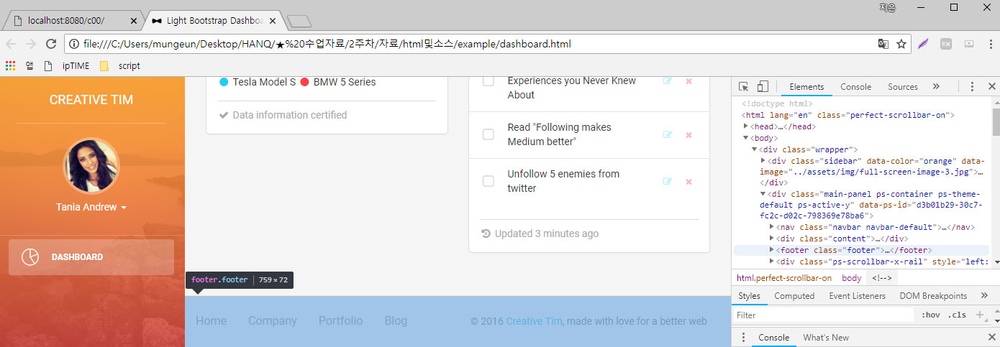 지은
localhost:8080/c00/
Light Bootstrap Dashbo
file:///C:/Users/mungeun/Desktop/HANQ/★%20수업자료/2주차/자료/html및소스/example/dashboard.html
앱 ipTIME script
CREATIVE TIM
Tania Andrew
DASHBOARD
Tesla Model S BMW 5 Series
Data information certified
Experiences you Never Knew
About
Read "Following makes
Medium better"
Unfollow 5 enemies from
twitter
Updated 3 minutes ago
footer.footer | 759 × 72
Home Company Portfolio Blog
© 2016 Creative Tim, made with love for a better web
Elements Console Sources »
<!doctype html>
<html lang="en" class="perfect-scrollbar-on">
<head>…</head>
<body>
<div class="wrapper">
<div class="sidebar" data-color="orange" data-
image="../assets/img/full-screen-image-3.jpg">…
</div>
<div class="main-panel ps-container ps-theme-
default ps-active-y" data-ps-id="d3b01b29-30c7-
fc2c-d02c-798369e78ba6">
<nav class="navbar navbar-default">…</nav>
<div class="content">…</div>
<footer class="footer">…</footer>
<div class="ps-scrollbar-x-rail" style="left:
html.perfect-scrollbar-on body <!-->
Styles Computed Event Listeners DOM Breakpoints »
Filter :hov .cls +
Console What's New